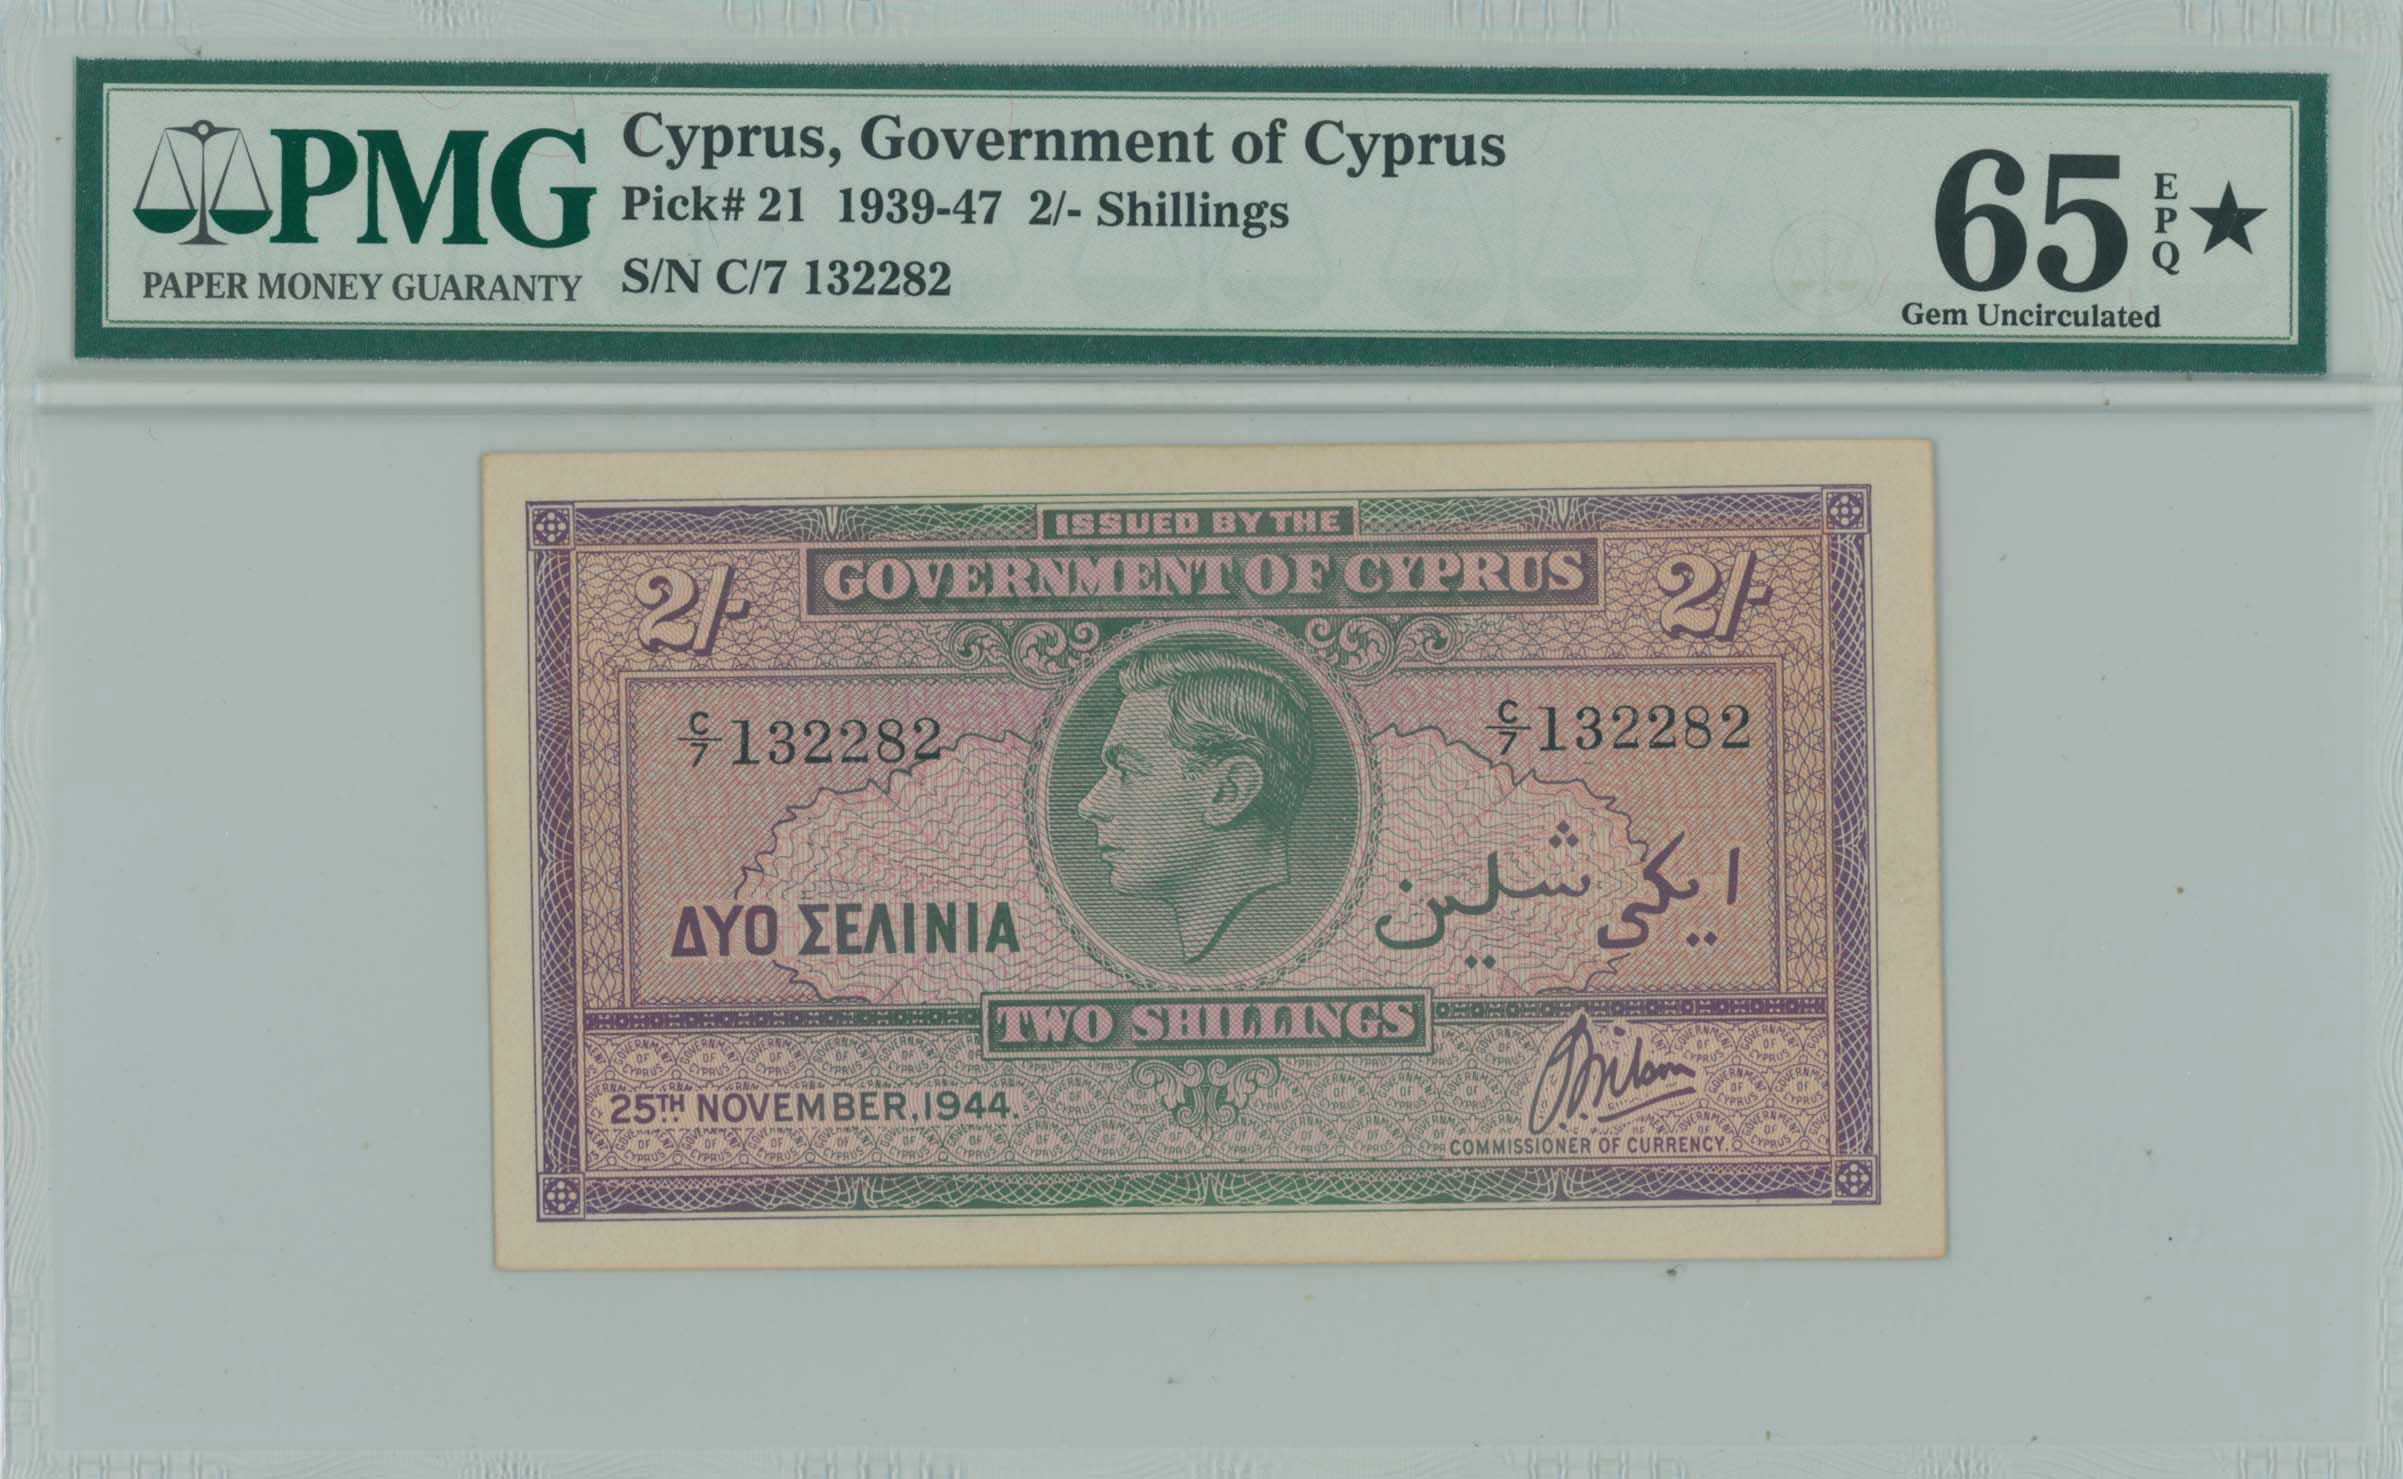 PMG
PAPER MONEY GUARANTY
Cyprus, Government of Cyprus
Pick# 21 1939-47 2/- Shillings
S/N C/7 132282
65 EPQ ★
Gem Uncirculated
ISSUED BY THE
GOVERNMENT OF CYPRUS
2/- 2/-
C/7 132282 C/7 132282
ΔΥΟ ΣΕΛΙΝΙΑ ايكى شلين
TWO SHILLINGS
25TH NOVEMBER, 1944.
COMMISSIONER OF CURRENCY.